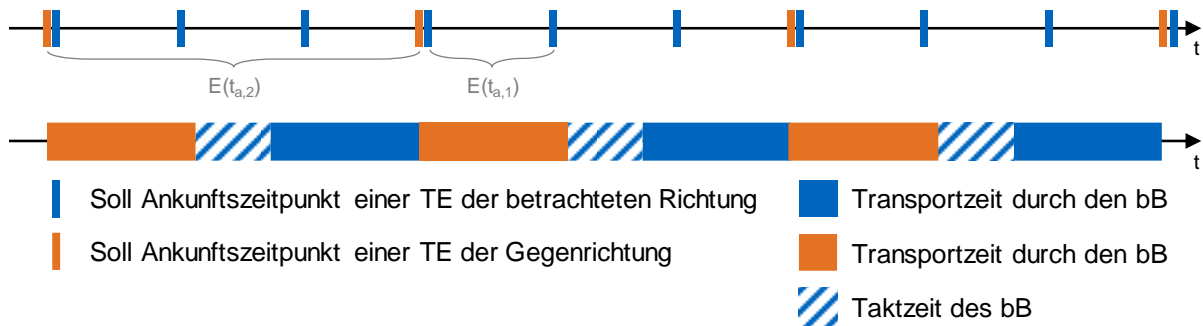 t
E(ta,2)
E(ta,1)
t
Soll Ankunftszeitpunkt einer TE der betrachteten Richtung
Transportzeit durch den bB
Soll Ankunftszeitpunkt einer TE der Gegenrichtung
Transportzeit durch den bB
Taktzeit des bB